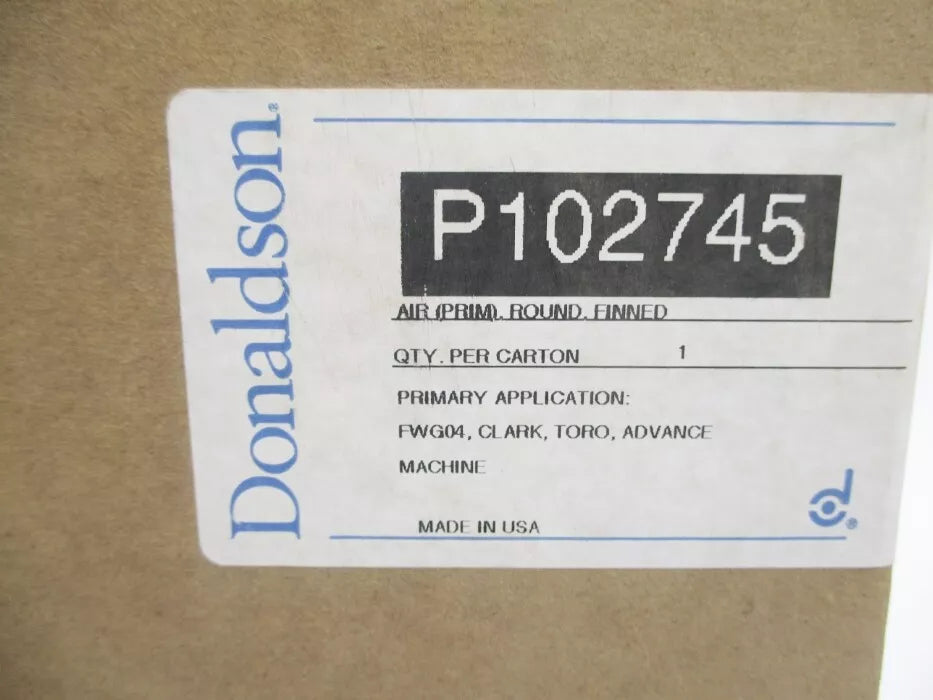 Donaldson®
P102745
AIR (PRIM), ROUND, FINNED
QTY. PER CARTON 1
PRIMARY APPLICATION:
FWG04, CLARK, TORO, ADVANCE
MACHINE
MADE IN USA
®